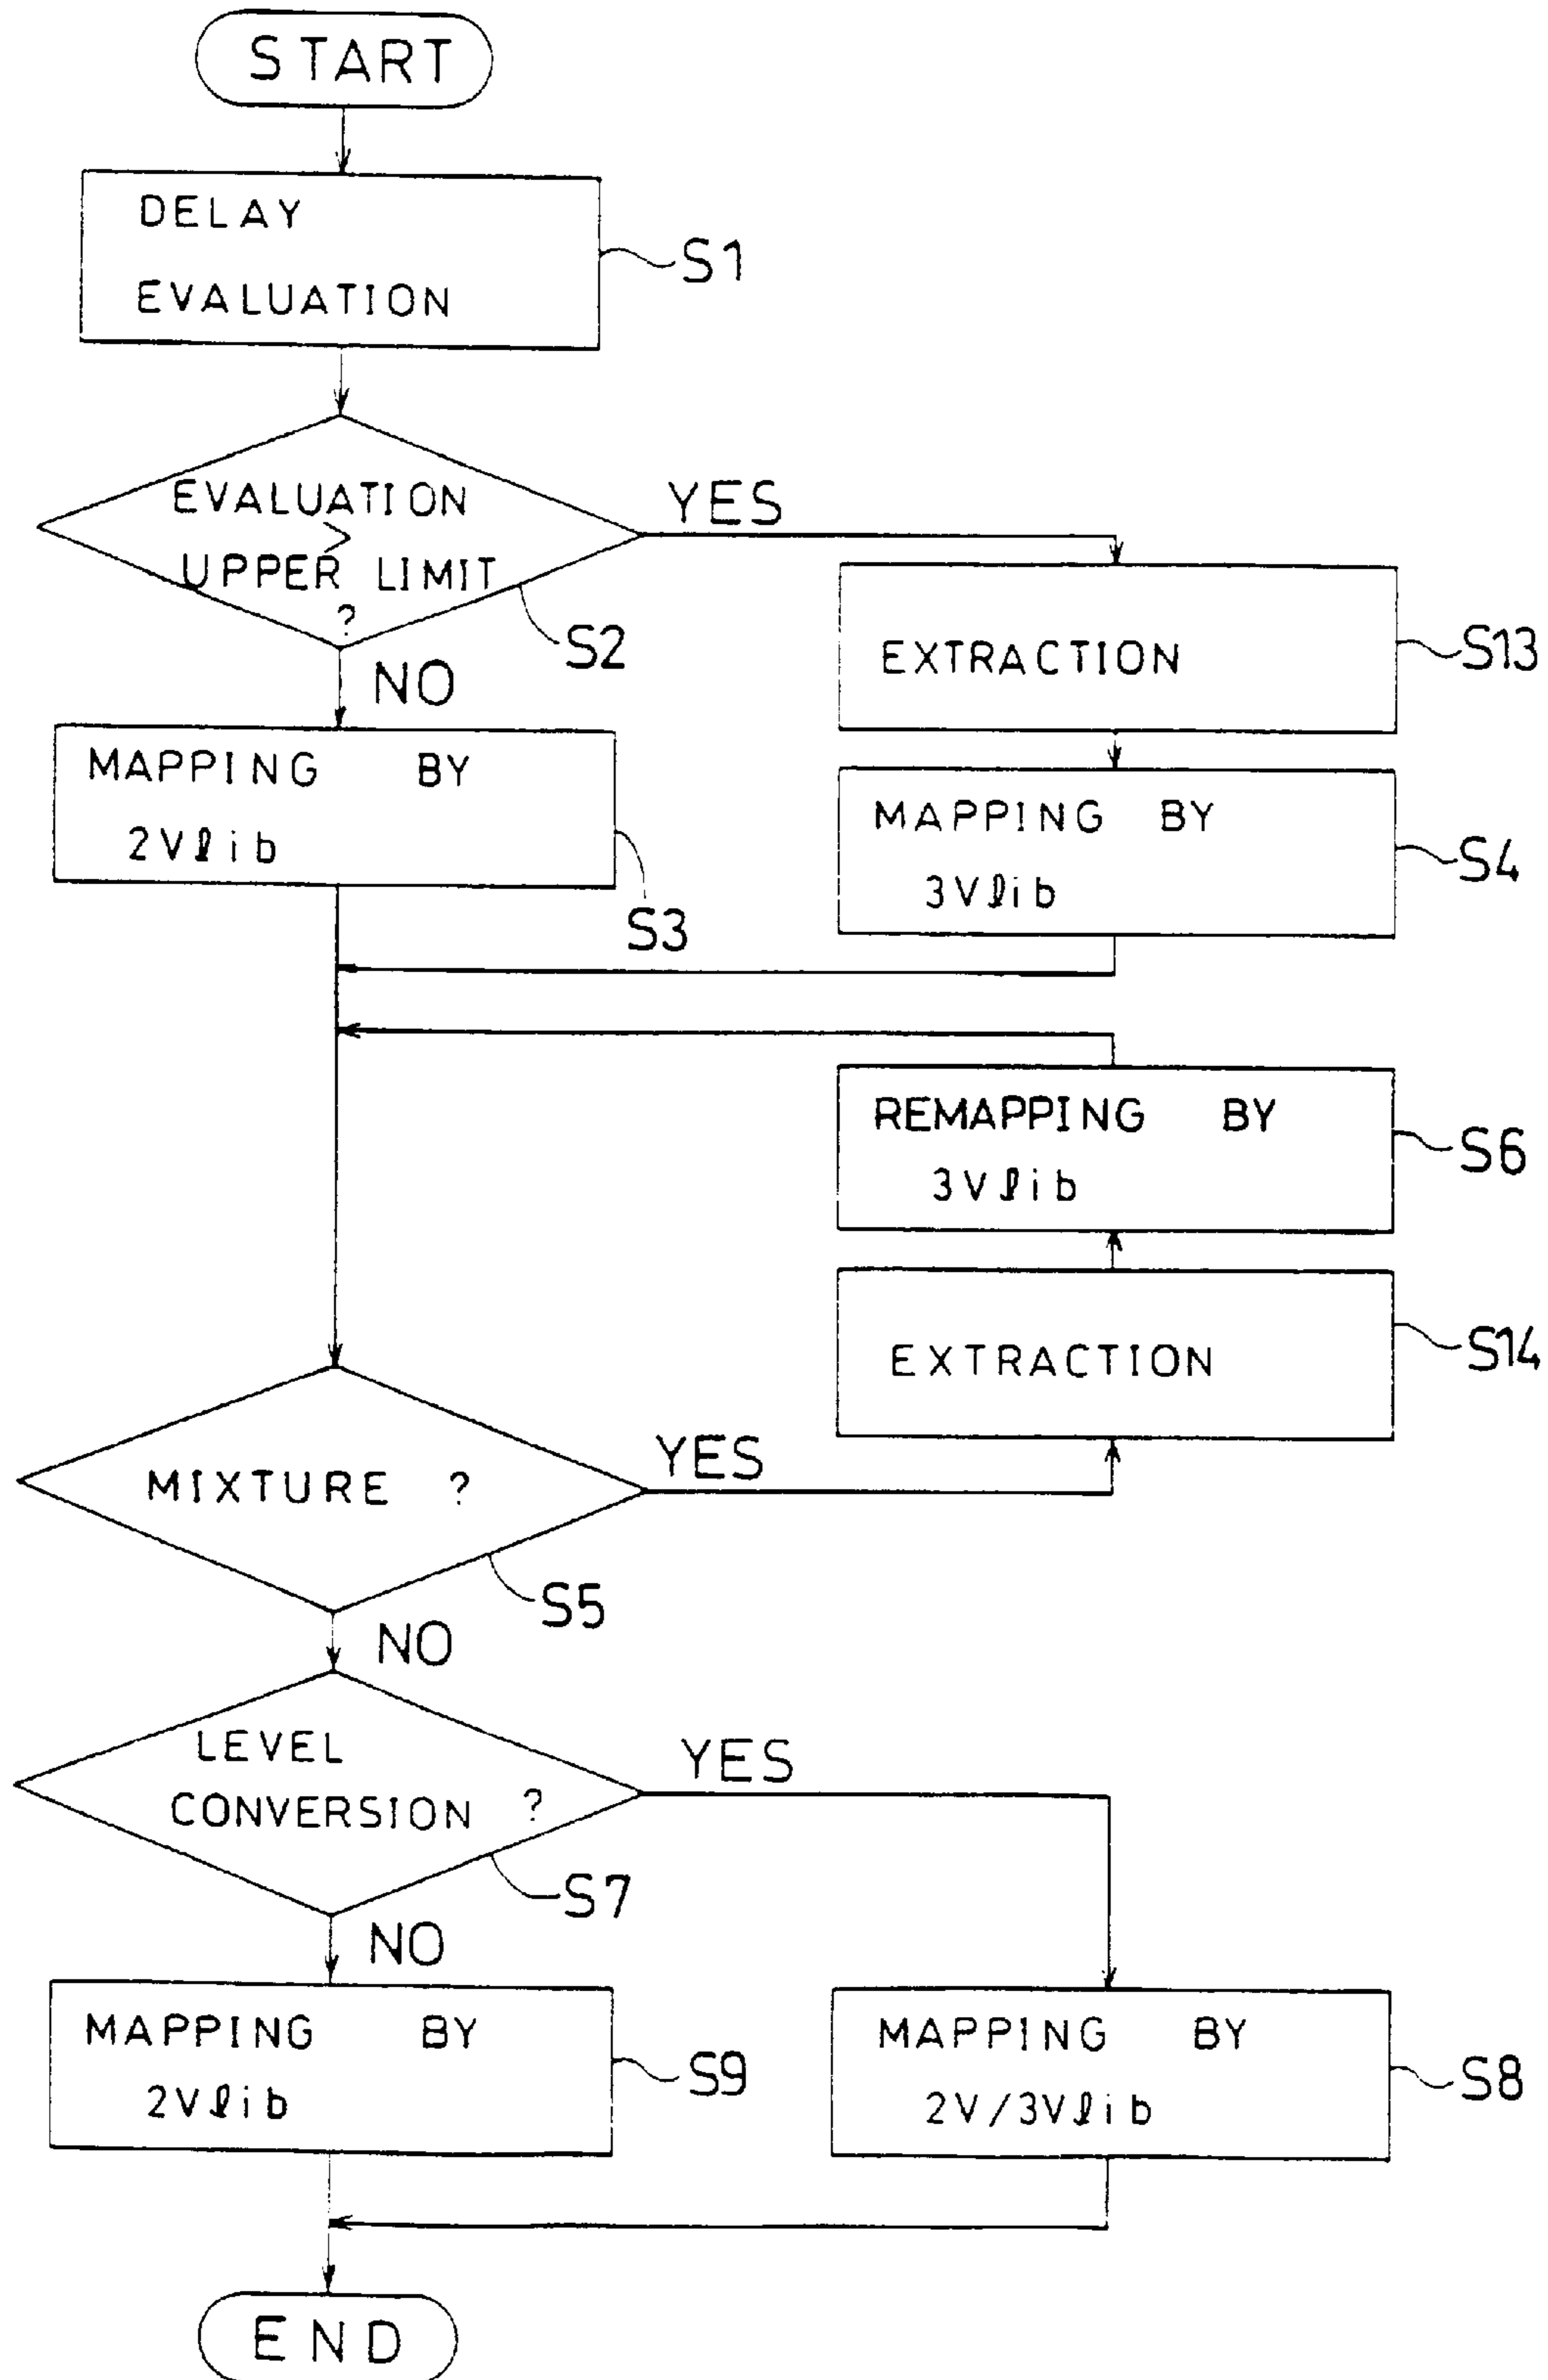 START
DELAY
EVALUATION
S1
EVALUATION
>
UPPER LIMIT
?
S2
YES
NO
EXTRACTION
S13
MAPPING BY
2Vlib
S3
MAPPING BY
3Vlib
S4
REMAPPING BY
3Vlib
S6
EXTRACTION
S14
MIXTURE ?
YES
S5
NO
LEVEL
CONVERSION ?
YES
S7
NO
MAPPING BY
2Vlib
S9
MAPPING BY
2V/3Vlib
S8
END